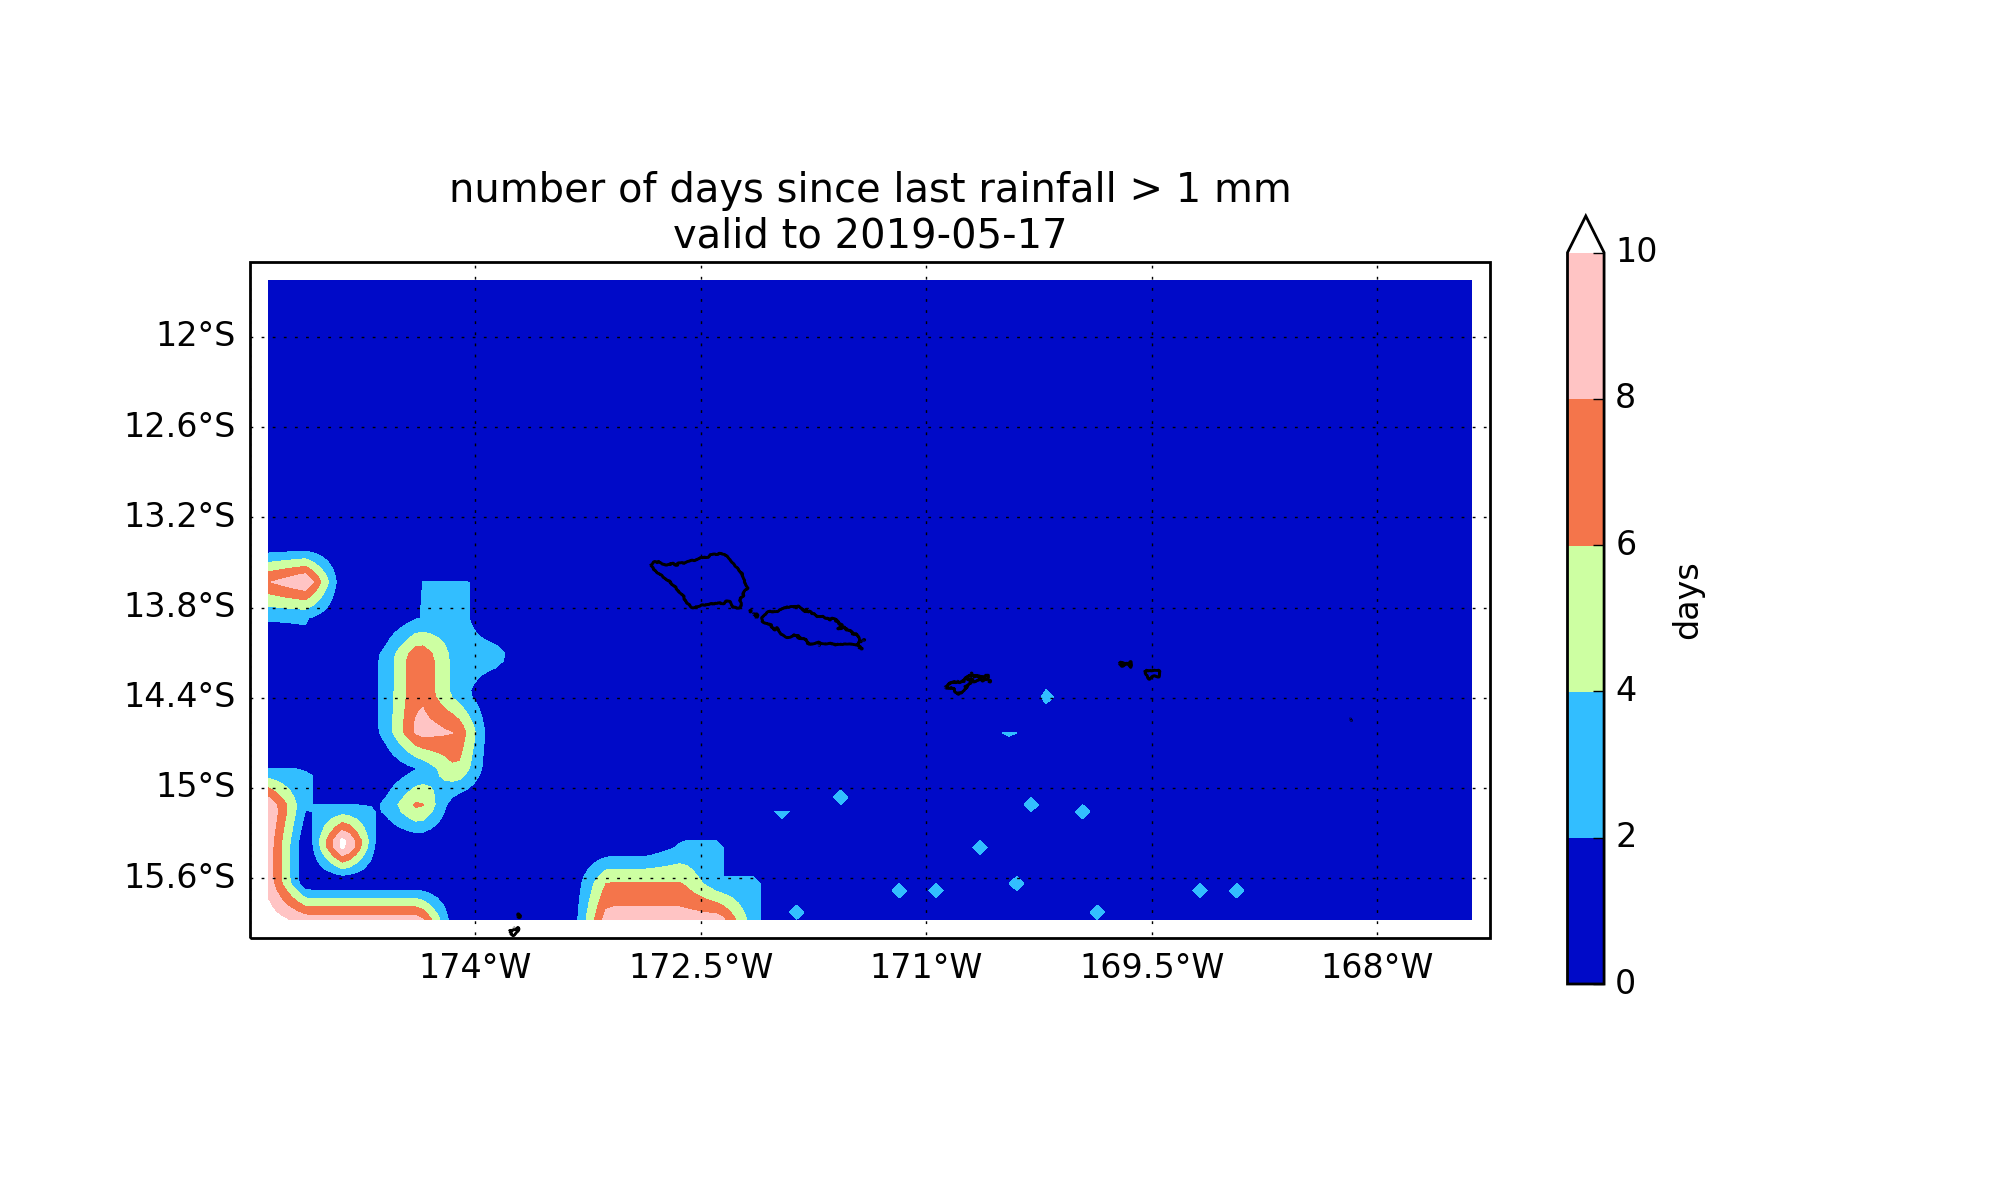 number of days since last rainfall > 1 mm
valid to 2019-05-17
12°S
12.6°S
13.2°S
13.8°S
14.4°S
15°S
15.6°S
174°W 172.5°W 171°W 169.5°W 168°W
10
8
6
4
2
0
days